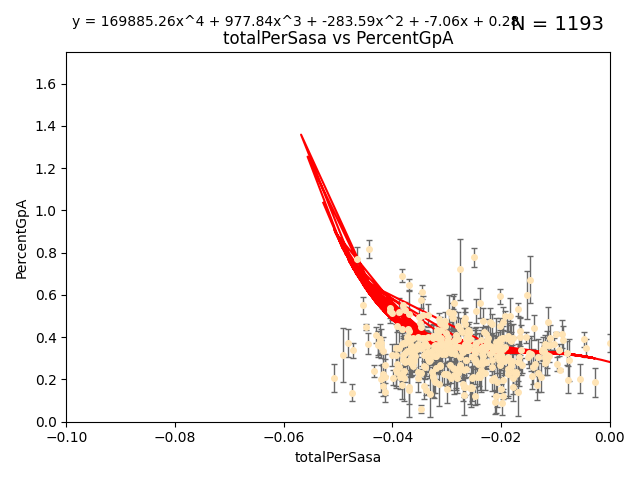 y = 169885.26x^4 + 977.84x^3 + -283.59x^2 + -7.06x + 0.28
N = 1193
totalPerSasa vs PercentGpA
1.6
1.4
1.2
1.0
0.8
0.6
0.4
0.2
0.0
PercentGpA
−0.10 −0.08 −0.06 −0.04 −0.02 0.00
totalPerSasa